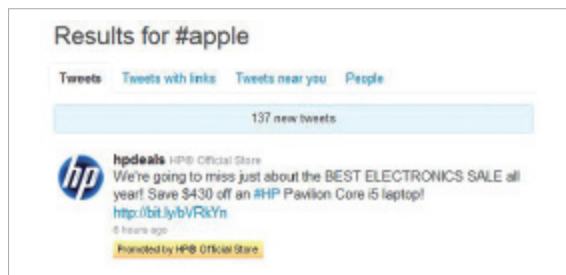 Results for #apple
Tweets Tweets with links Tweets near you People
137 new tweets
hp
hpdeals HP® Official Store
We're going to miss just about the BEST ELECTRONICS SALE all
year! Save $430 off an #HP Pavilion Core i5 laptop!
http://bit.ly/bVRkYn
6 hours ago
Promoted by HP® Official Store